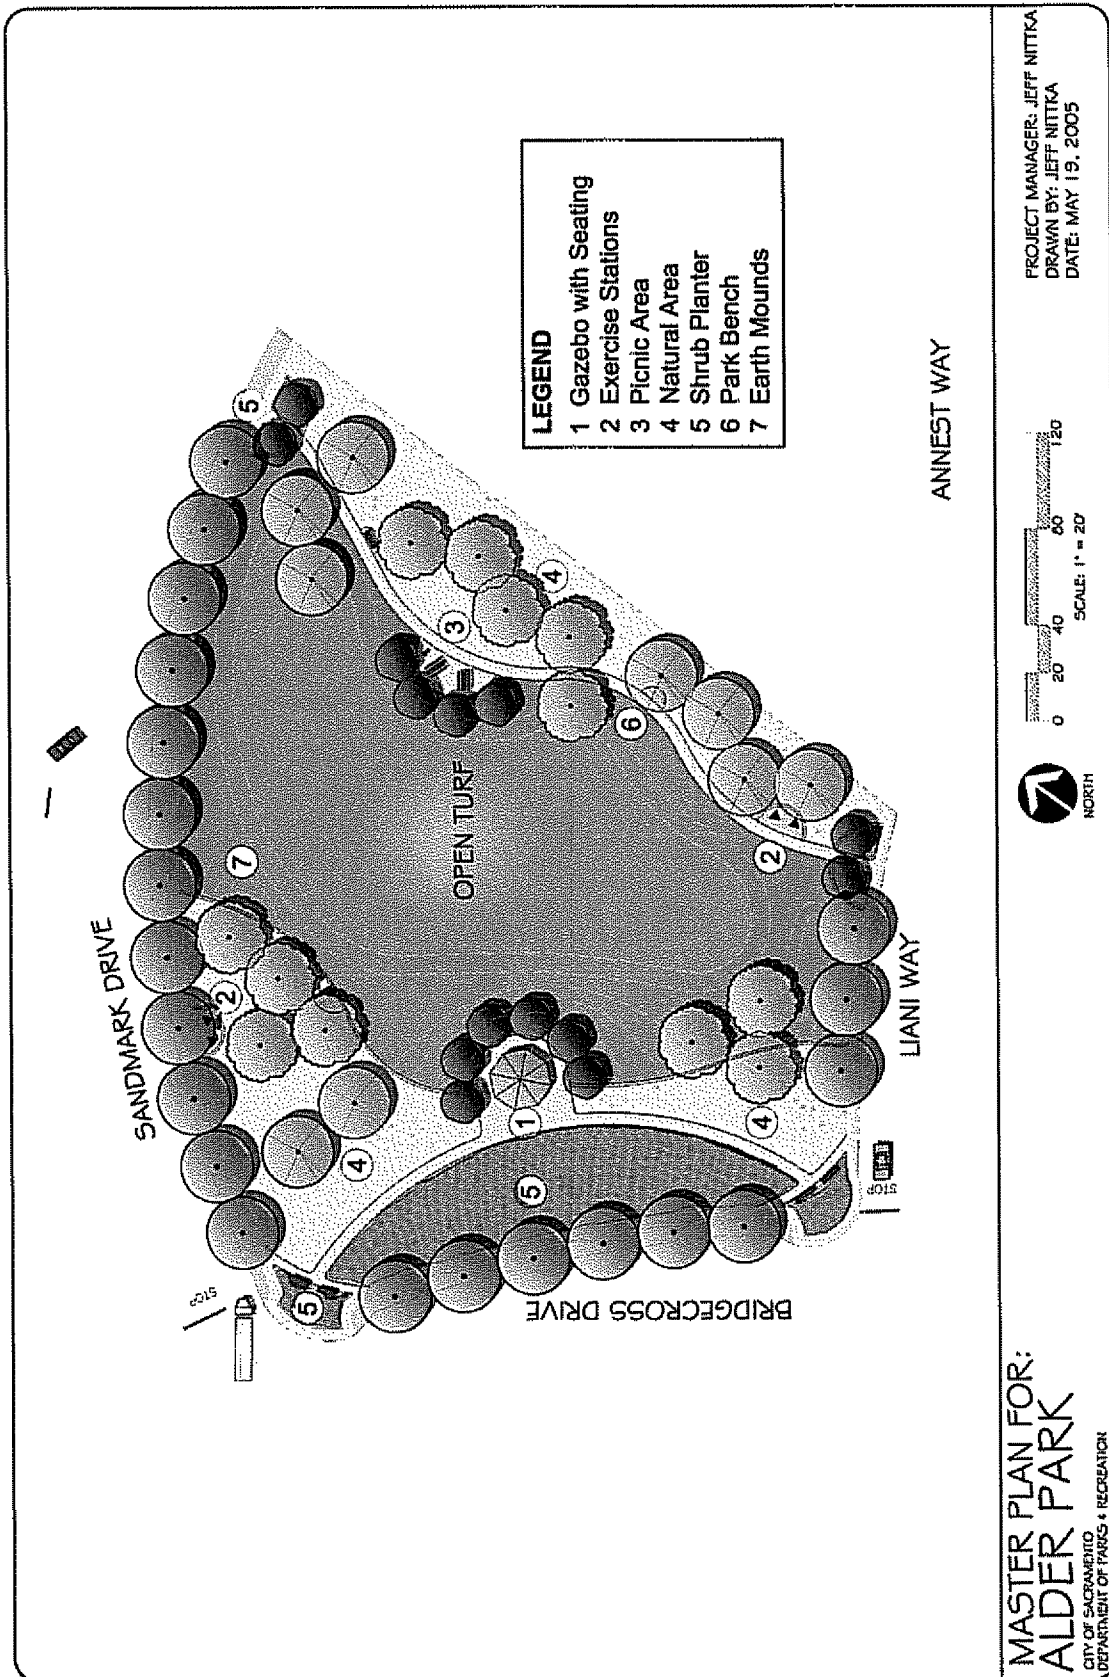 SANDMARK DRIVE
STOP
5
5
7
2
4
OPEN TURF
3
4
6
2
1
5
4
BRIDGECROSS DRIVE
STOP
LIANI WAY
ANNEST WAY
LEGEND
1 Gazebo with Seating
2 Exercise Stations
3 Picnic Area
4 Natural Area
5 Shrub Planter
6 Park Bench
7 Earth Mounds
MASTER PLAN FOR:
ALDER PARK
CITY OF SACRAMENTO
DEPARTMENT OF PARKS & RECREATION
NORTH
0 20 40 80 120
SCALE: 1" = 20'
PROJECT MANAGER: JEFF NITTKA
DRAWN BY: JEFF NITTKA
DATE: MAY 19, 2005